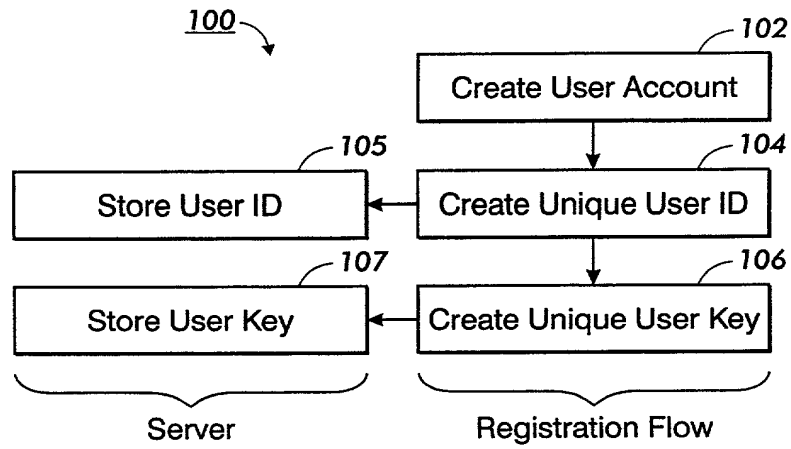 100
102
Create User Account
105
104
Store User ID
Create Unique User ID
107
106
Store User Key
Create Unique User Key
Server
Registration Flow